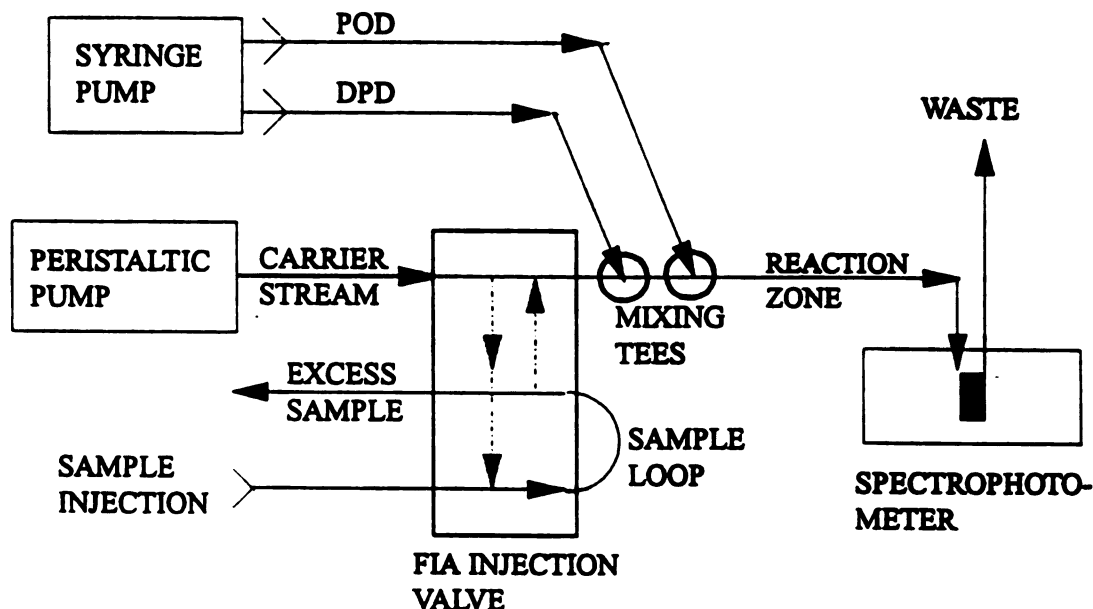 SYRINGE
PUMP
POD
DPD
WASTE
PERISTALTIC
PUMP
CARRIER
STREAM
MIXING
TEES
REACTION
ZONE
EXCESS
SAMPLE
SAMPLE
LOOP
SAMPLE
INJECTION
SPECTROPHOTO-
METER
FIA INJECTION
VALVE